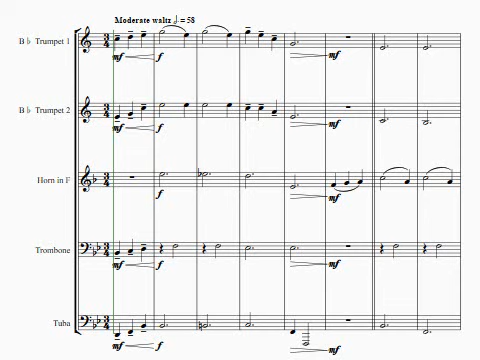 Moderate waltz 𝅗𝅥. = 58
B♭ Trumpet 1
mf f mf
B♭ Trumpet 2
mf f mf
Horn in F
f mf
Trombone
mf f mf
Tuba
mf f mf